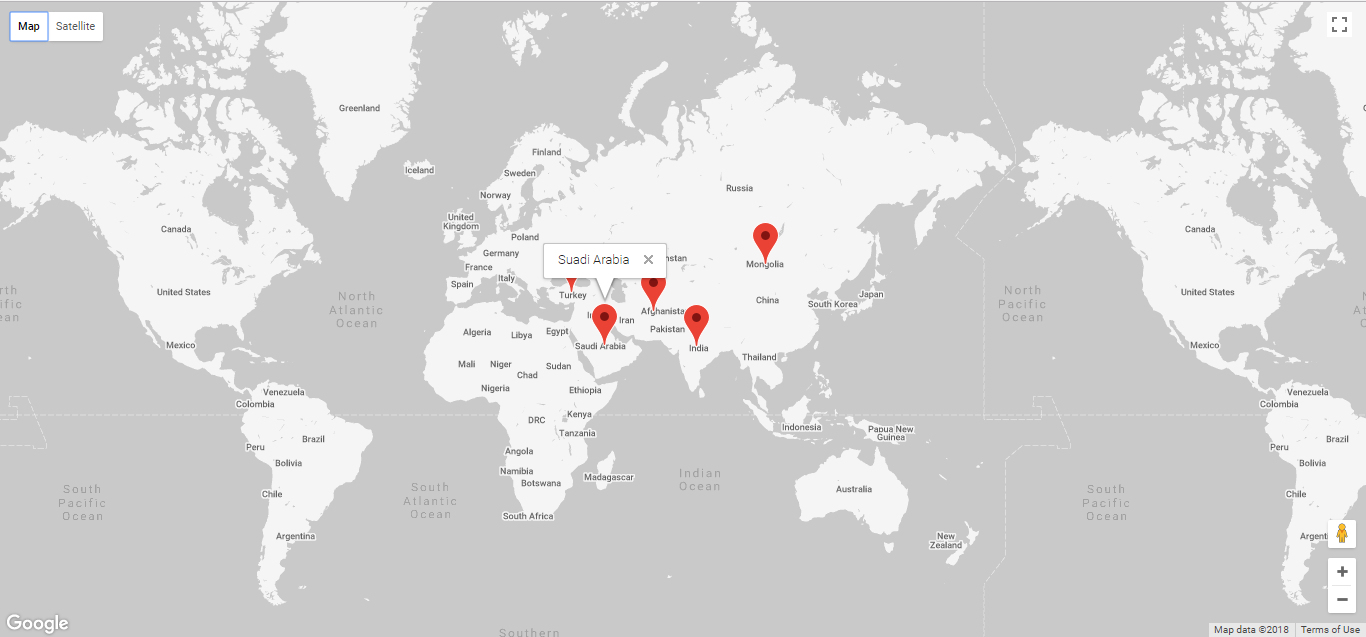 Map
Satellite
Greenland
Iceland
Finland
Sweden
Norway
Russia
United
Kingdom
Poland
Germany
France
Italy
Spain
Turkey
Suadi Arabia
Mongolia
China
South Korea
Japan
Afghanista
Iran
Pakistan
India
Saudi Arabia
Thailand
Canada
United States
Mexico
North
Atlantic
Ocean
North
Pacific
Ocean
Canada
United States
Mexico
Algeria
Libya
Egypt
Mali
Niger
Chad
Sudan
Nigeria
Ethiopia
DRC
Kenya
Tanzania
Angola
Namibia
Botswana
Madagascar
South Africa
Venezuela
Colombia
Brazil
Peru
Bolivia
Chile
Argentina
Indonesia
Papua New
Guinea
Australia
New
Zealand
Indian
Ocean
South
Pacific
Ocean
South
Atlantic
Ocean
South
Pacific
Ocean
Venezuela
Colombia
Brazil
Peru
Bolivia
Chile
Argenti
Southern
Google
Map data ©2018
Terms of Use